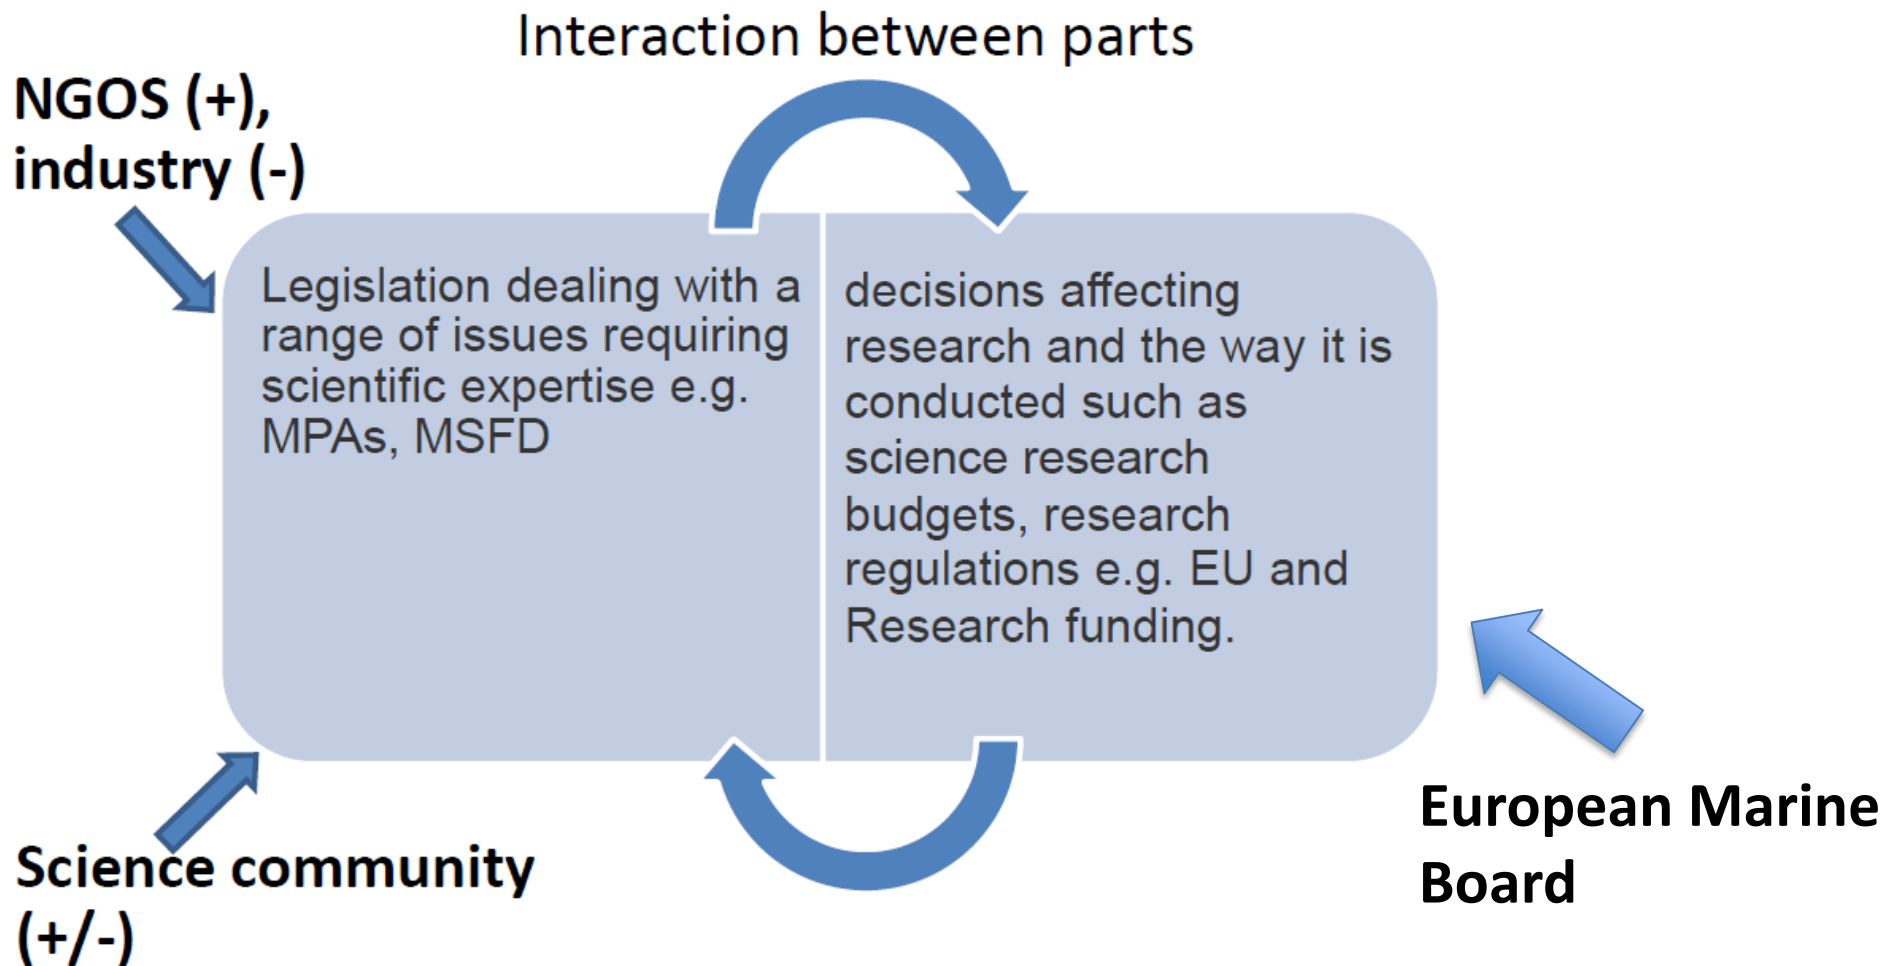 Interaction between parts
NGOS (+),
industry (-)
Legislation dealing with a
range of issues requiring
scientific expertise e.g.
MPAs, MSFD
decisions affecting
research and the way it is
conducted such as
science research
budgets, research
regulations e.g. EU and
Research funding.
European Marine
Board
Science community
(+/-)